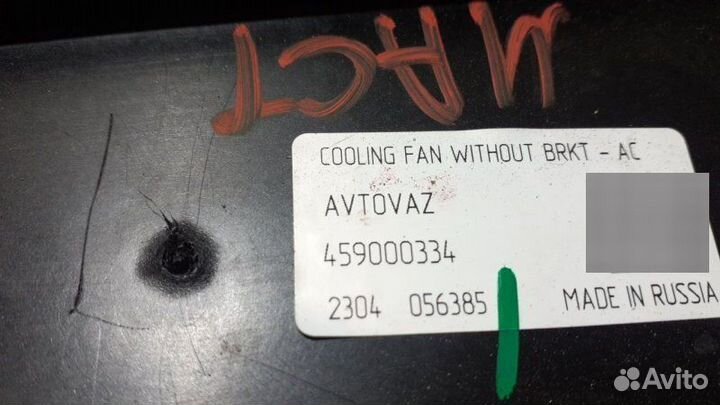 COOLING FAN WITHOUT BRKT - AC
AVTOVAZ
459000334
2304 056385
MADE IN RUSSIA
Avito